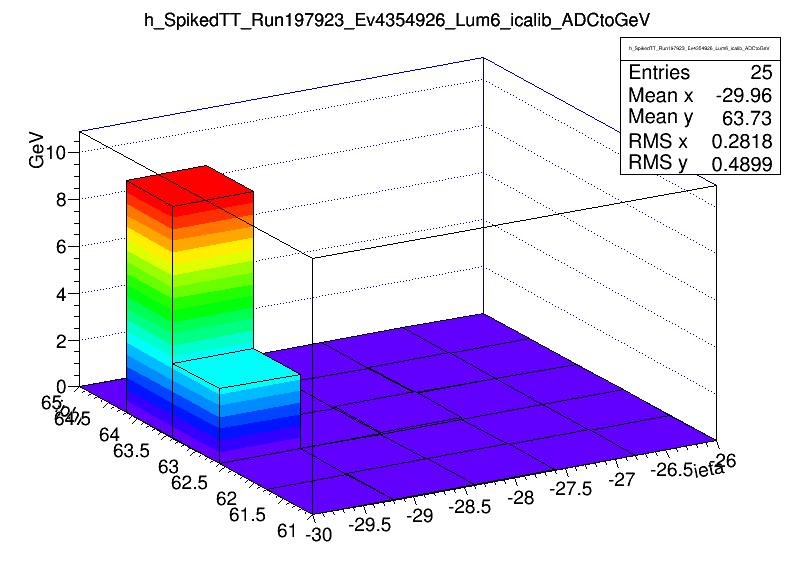 h_SpikedTT_Run197923_Ev4354926_Lum6_icalib_ADCtoGeV
h_SpikedTT_Run197923_Ev4354926_Lum6_icalib_ADCtoGeV
Entries 25
Mean x -29.96
Mean y 63.73
RMS x 0.2818
RMS y 0.4899
GeV
10
8
6
4
2
0
65
64.5
64
63.5
63
62.5
62
61.5
61
-30
-29.5
-29
-28.5
-28
-27.5
-27
-26.5
-26
ieta